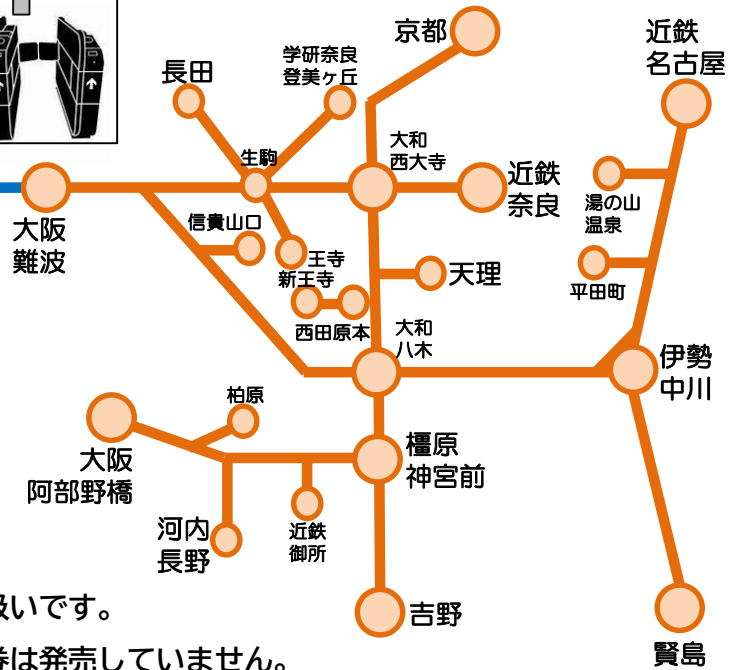 京都
近鉄
名古屋
学研奈良
登美ヶ丘
長田
大和
西大寺
生駒
近鉄
奈良
湯の山
温泉
信貴山口
大阪
難波
王寺
新王寺
天理
平田町
西田原本
大和
八木
伊勢
中川
柏原
大阪
阿部野橋
橿原
神宮前
河内
長野
近鉄
御所
吉野
扱いです。
券は発売していません。
賢島